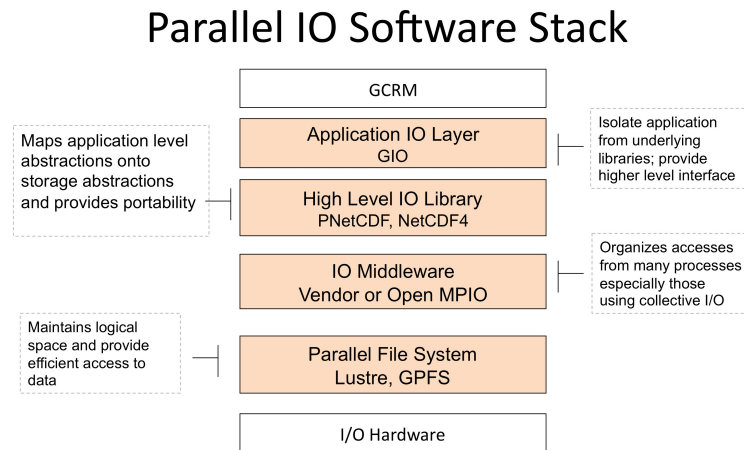 Parallel IO Software Stack
GCRM
Application IO Layer
GIO
Isolate application
from underlying
libraries; provide
higher level interface
Maps application level
abstractions onto
storage abstractions
and provides portability
High Level IO Library
PNetCDF, NetCDF4
IO Middleware
Vendor or Open MPIO
Organizes accesses
from many processes
especially those
using collective I/O
Maintains logical
space and provide
efficient access to
data
Parallel File System
Lustre, GPFS
I/O Hardware